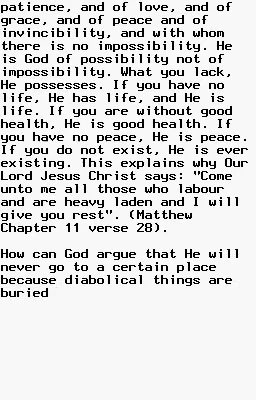 patience, and of love, and of
grace, and of peace and of
invincibility, and with whom
there is no impossibility. He
is God of possibility not of
impossibility. What you lack,
He possesses. If you have no
life, He has life, and He is
life. If you are without good
health, He is good health. If
you have no peace, He is peace.
If you do not exist, He is ever
existing. This explains why Our
Lord Jesus Christ says: "Come
unto me all those who labour
and are heavy laden and I will
give you rest". (Matthew
Chapter 11 verse 28).

How can God argue that He will
never go to a certain place
because diabolical things are
buried